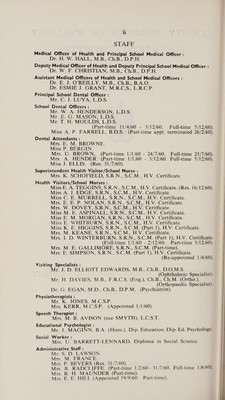 ii
STAFF
Medical Officer of Health and Principal School Medical Officer :
Dr. H. W. HALL, M.B., Ch.B., D.P.H.
Deputy Medical Officer of Health and Deputy Principal School Medical Officer :
Dr. W. P. CHRISTIAN, M.B., Ch.B., D.P.H.
Assistant Medical Officers of Health and School Medical Officers :
Dr. E. J. O'REILLY, M.B., Ch.B., B.A.O.
Dr. ESMIE J. GRANT, M.R.C.S., L.R.C.P.
Principal School Dental Officer :
Mr. C. J. LUYA, L.D.S.
School Dental Officers :
Mr. W. A. HENDERSON, L.D.S.
Mr. E. G. MASON, L.D.S.
Mr. T. H. MOULDS, L.D.S.
(Part-time 11/4/60 - 3/12/60. Full-time 7/12/60)
Miss A. P. FARRELL, B.D.S. (Part-time appt. terminated 26/2/60).
Dental Attendants :
Mrs. E. M. BROWNE.
Miss P. BERGIN.
Mrs. U. BROWN. (Part-time 1/1/60 - 24/7/60. Full-time 25/7/60).
Mrs. A. HENDER (Part-time 1/1/60 - 3/12/60 Full-time 5/12/60).
Miss J. ELLIS. (Res. 31/7/60).
Superintendent Health Visitor/School Nurse :
Miss K. SCHOFIELD, S.R.N., S.C.M., H.V. Certificate.
Health Visitors/School Nurses :
Miss E. A. TEGGINS, S.R.N., S.C.M., H.V. Certificate. (Res. 16/12/60)
Miss A. J. EDGE, S.R.N., S.C.M., H.V. Certificate.
Miss C. E. MURRELL, S.R.N., S.C.M., H.V. Certificate.
Miss E. E. P. NOLAN, S.R.N., S.C.M., H.V. Certificate.
Mrs. W. DOVEY, S.R.N., S.C.M., H.V. Certificate.
Miss M. E. ASPINALL, S.R.N., S.C.M., H.V. Certificate.
Miss E. M. MORGAN, S.R.N., S.C.M., H.V. Certificate.
Miss E. WHITBURN, S.R.N., S.C.M., H.V. Certificate.
Miss K. E. HIGGINS, S.R.N., S.C.M. (Part 1), H.V. Certificate.
Mrs. M. KEANE, S.R.N., S.C.M., H.V. Certificate.
Mrs. I. D. WINTERBURN, S.R.N., S.C.M. (Part 1), H.V. Certificate.
(Full-time 1/1/60 - 2/12/60. Part-time 3/12/60).
Mrs. M. E. GALLIMORE, S.R.N., S.C.M. (Part-time).
Mrs. E. SIMPSON, S.R.N., S.C.M. (Part 1), H.V. Certificate.
(Re-appointed 1/4/60).
Visiting Specialists :
Mr. J. D. ELLIOTT EDWARDS, M.B., Ch.B., D.O.M.S.
(Ophthalmic Specialist).
Mr. H. DAVIES, M.B., F.R.C.S. (Eng.), Ch.B., Ch.M. (Ortho.),
(Orthopaedic Specialist).
Dr. G. EGAN, M.D., Ch.B., D.P.M. (Psychiatrist).
Physiotherapists :
Mr. K. JONES, M.C.S.P.
Mrs. KERR, M.C.S.P. (Appointed 1/1/60).
Speech Therapist :
Mrs. M. B. AVISON (née SMYTH), L.C.S.T.
Educational Psychologist :
Mr. J. MAGINN, B.A. (Hons.), Dip. Education, Dip. Ed. Psychology.
Social Worker :
Mrs. U. BARRETT-LENNARD, Diploma in Social Science.
Administrative Staff :
Mr. S. D. LAWSON.
Mr. M. FRANCE.
Mrs. P. BEVERS (Res. 31/7/60).
Mrs. B. RADCLIFFE. (Part-time 1/2/60 - 31/7/60. Full-time 1/8/60).
Mrs. B. H. MAUNDER (Part-time).
Mrs. E. E. HILL (Appointed 19/9/60. Part-time).